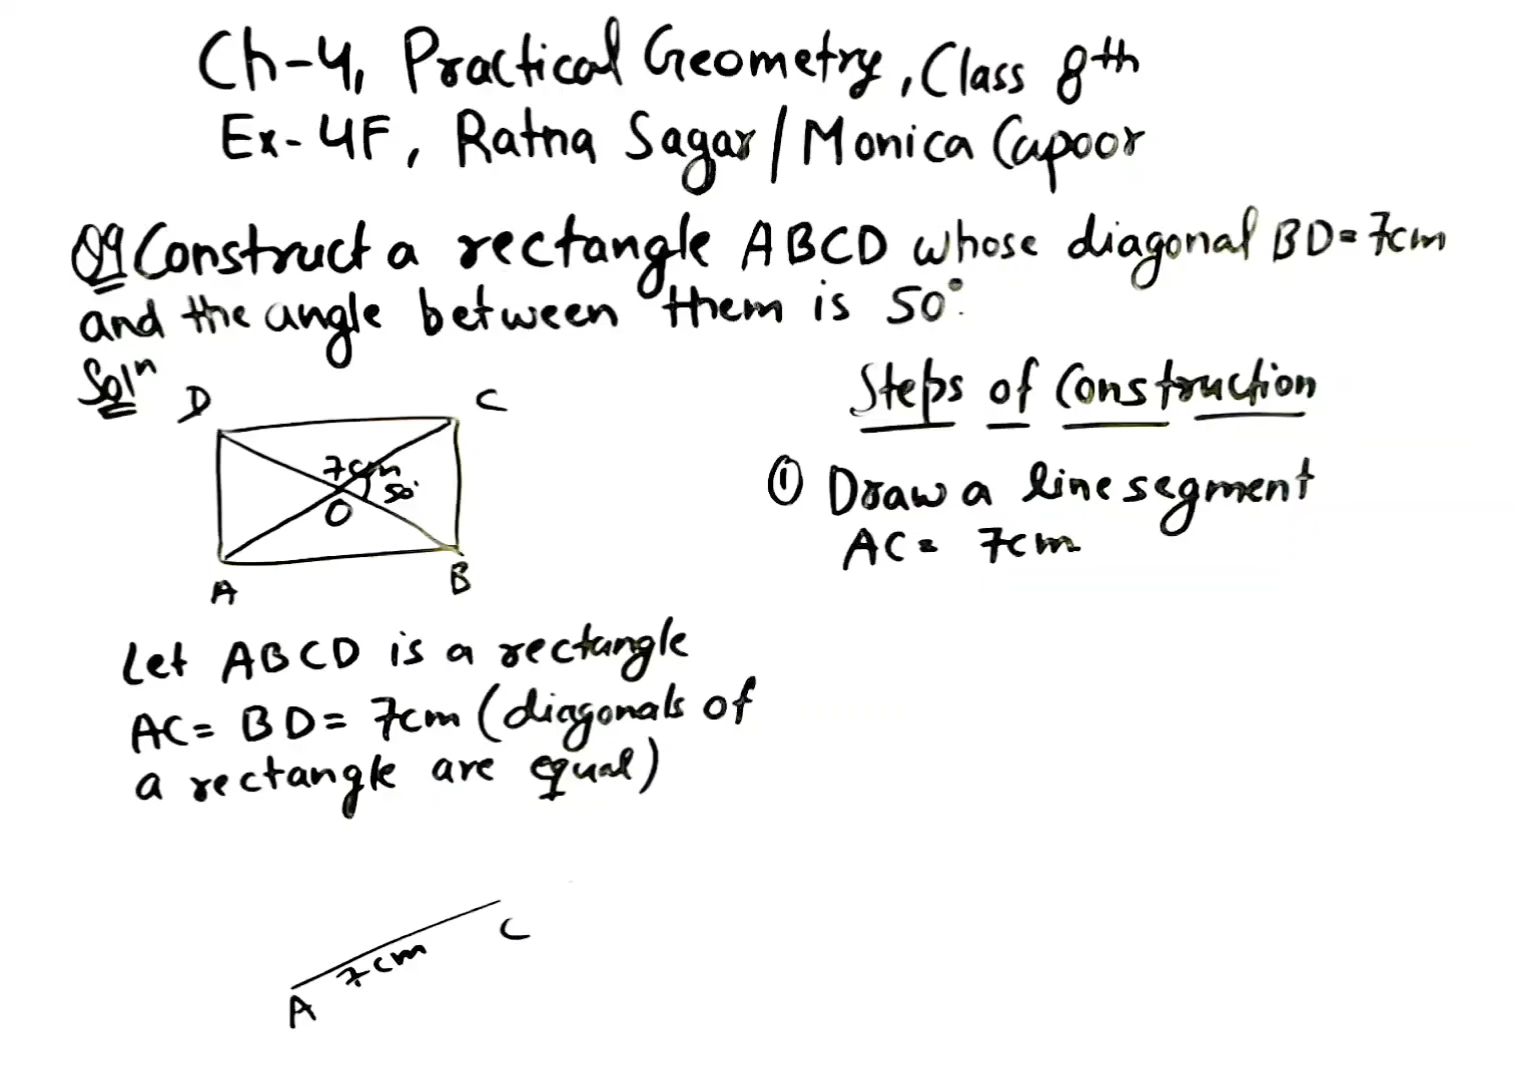 Ch-4, Practical Geometry, Class 8th
Ex-4F, Ratna Sagar/Monica Capoor
Q9 Construct a rectangle ABCD whose diagonal BD=7cm
and the angle between them is 50°.
Solⁿ
D C
7cm
50°
O
A B
Let ABCD is a rectangle
AC= BD= 7cm (diagonals of
a rectangle are equal)
Steps of Construction
① Draw a line segment
AC= 7cm
C
7cm
A